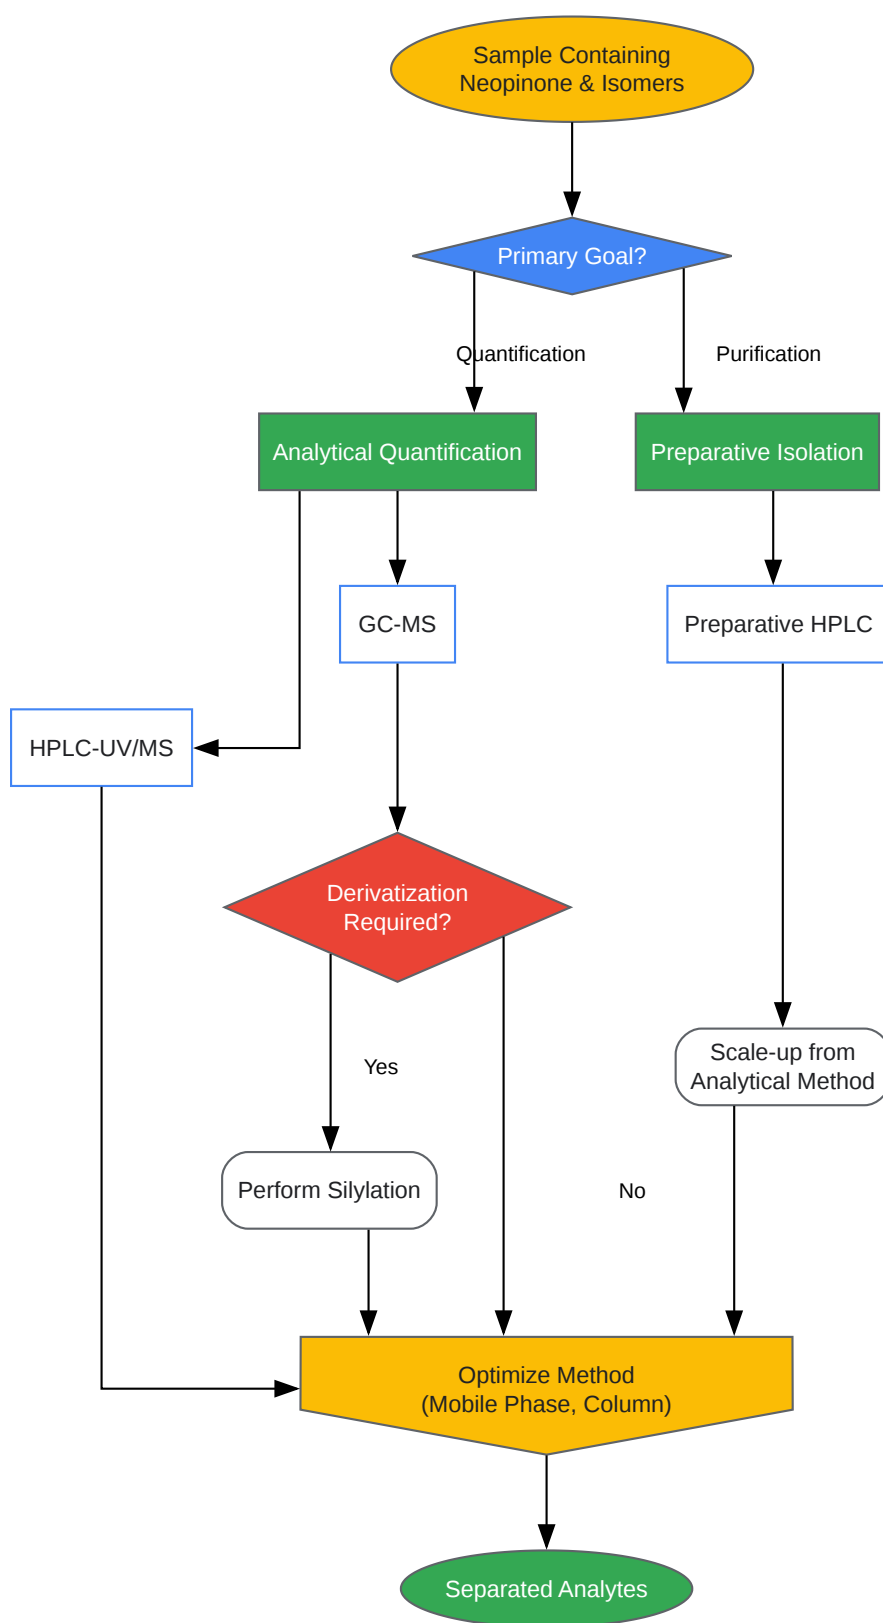 Sample Containing
Neopinone & Isomers
Primary Goal?
Quantification
Purification
Analytical Quantification
Preparative Isolation
GC-MS
Preparative HPLC
HPLC-UV/MS
Derivatization
Required?
Scale-up from
Analytical Method
Yes
Perform Silylation
No
Optimize Method
(Mobile Phase, Column)
Separated Analytes